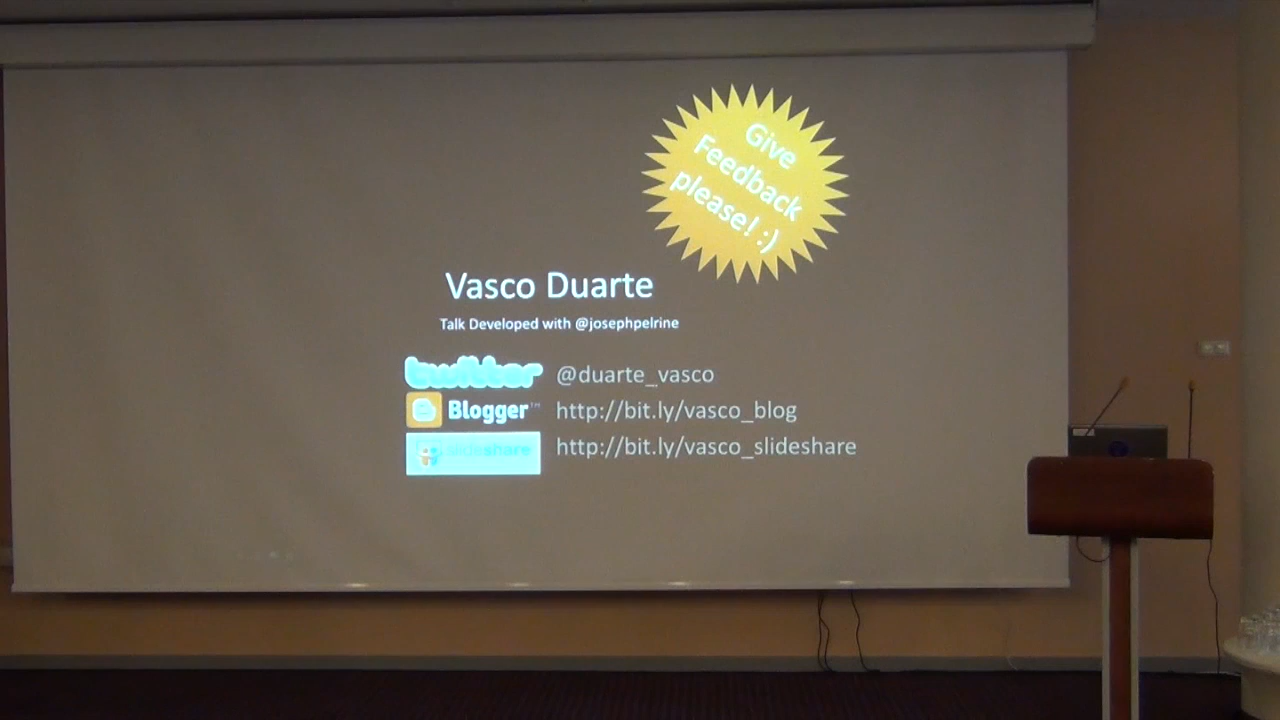 Give
Feedback
please! :)
Vasco Duarte
Talk Developed with @josephpelrine
twitter @duarte_vasco
Blogger™ http://bit.ly/vasco_blog
slideshare http://bit.ly/vasco_slideshare